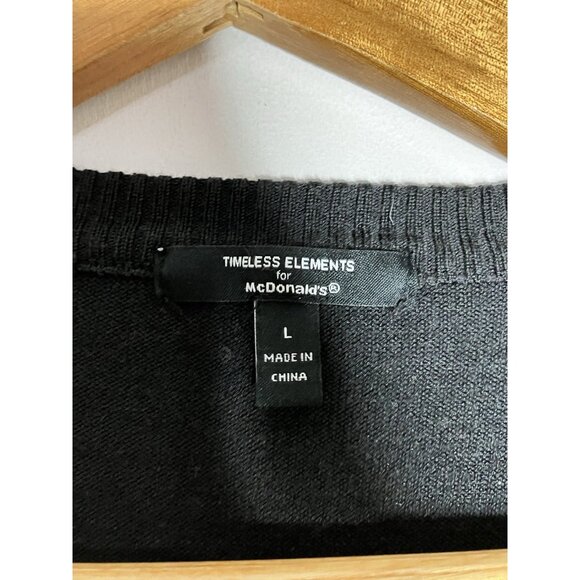 TIMELESS ELEMENTS
for
McDonald's®
L
MADE IN
CHINA